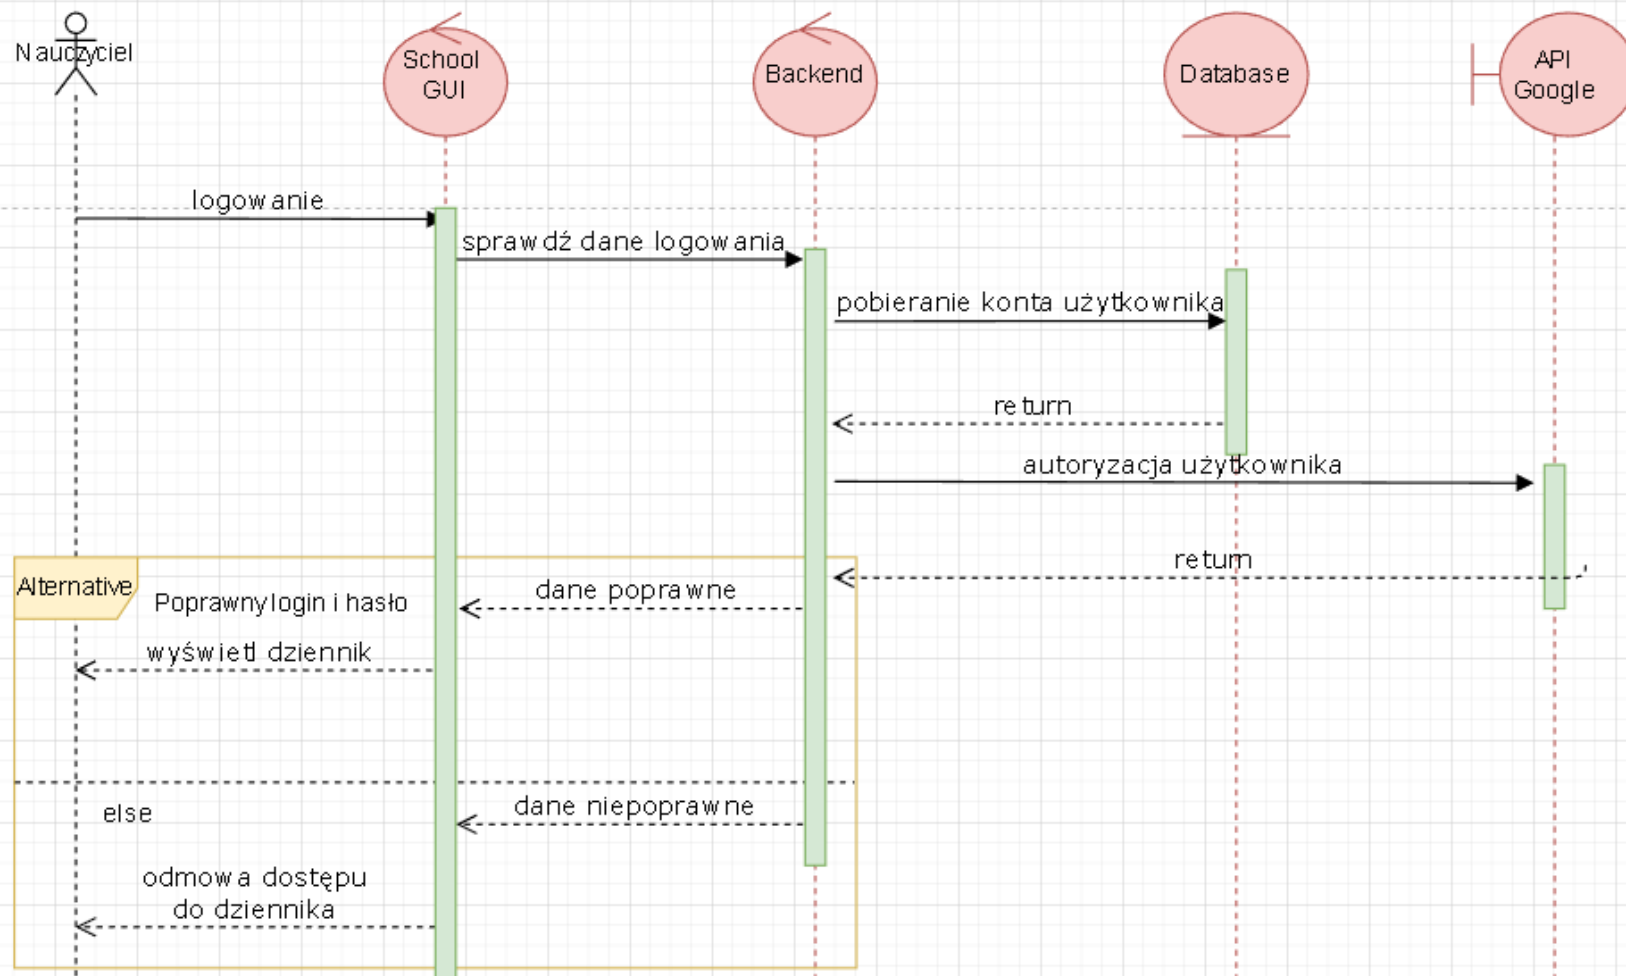 Nauczyciel
School
GUI
Backend
Database
API
Google
logowanie
sprawdź dane logowania
pobieranie konta użytkownika
return
autoryzacja użytkownika
return
Alternative
Poprawny login i hasło
dane poprawne
wyświetl dziennik
else
dane niepoprawne
odmowa dostępu
do dziennika